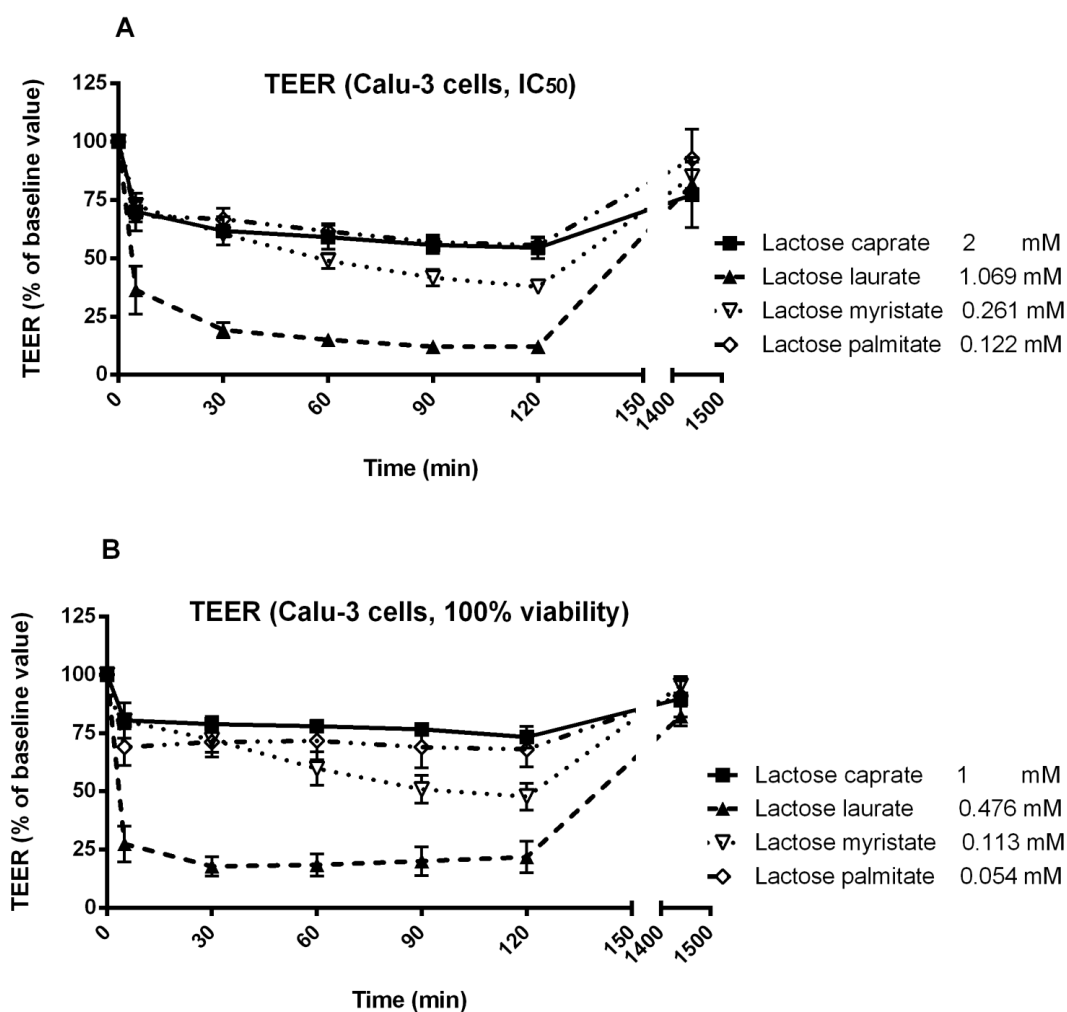 A
TEER (Calu-3 cells, IC50)
TEER (% of baseline value)
125
100
75
50
25
0
0 30 60 90 120 150 1400 1500
Time (min)
Lactose caprate 2 mM
Lactose laurate 1.069 mM
Lactose myristate 0.261 mM
Lactose palmitate 0.122 mM
B
TEER (Calu-3 cells, 100% viability)
TEER (% of baseline value)
125
100
75
50
25
0
0 30 60 90 120 150 1400 1500
Time (min)
Lactose caprate 1 mM
Lactose laurate 0.476 mM
Lactose myristate 0.113 mM
Lactose palmitate 0.054 mM